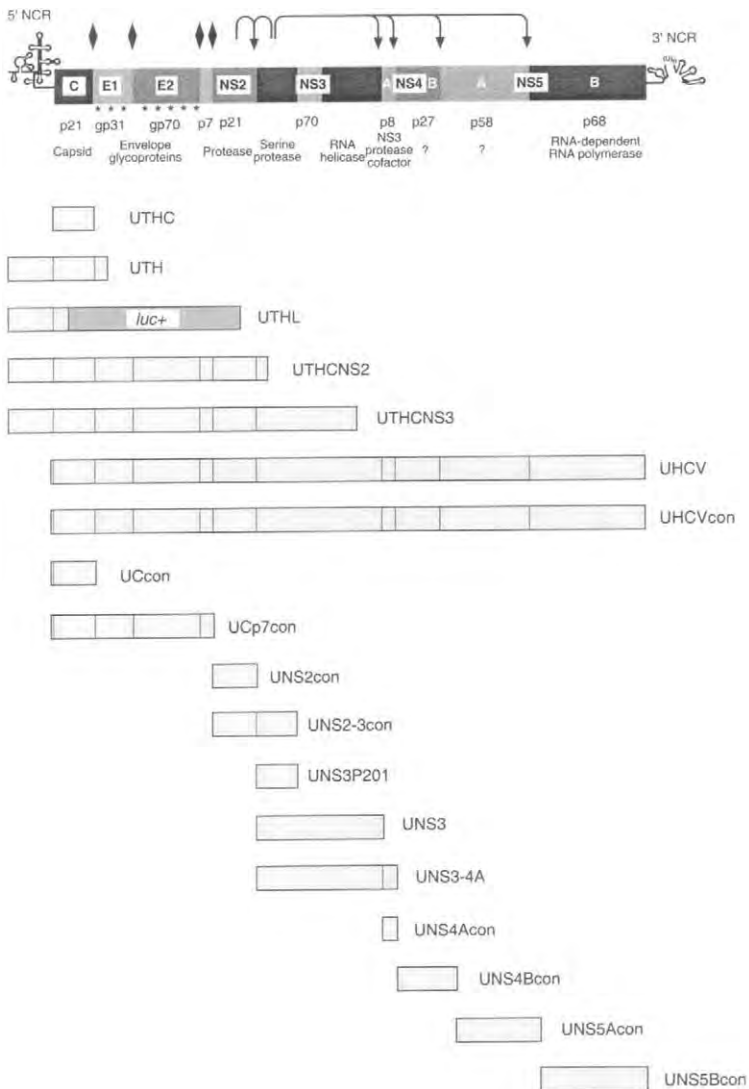 5' NCR
3' NCR
C E1 E2 NS2 NS3 A NS4 B A NS5 B
* * * * * * * *
p21 gp31 gp70 p7 p21 p70 p8 p27 p58 p68
Capsid
Envelope
glycoproteins
Protease
Serine
protease
RNA
helicase
NS3
protease
cofactor
?
?
RNA-dependent
RNA polymerase
UTHC
UTH
luc+ UTHL
UTHCNS2
UTHCNS3
UHCV
UHCVcon
UCcon
UCp7con
UNS2con
UNS2-3con
UNS3P201
UNS3
UNS3-4A
UNS4Acon
UNS4Bcon
UNS5Acon
UNS5Bcon